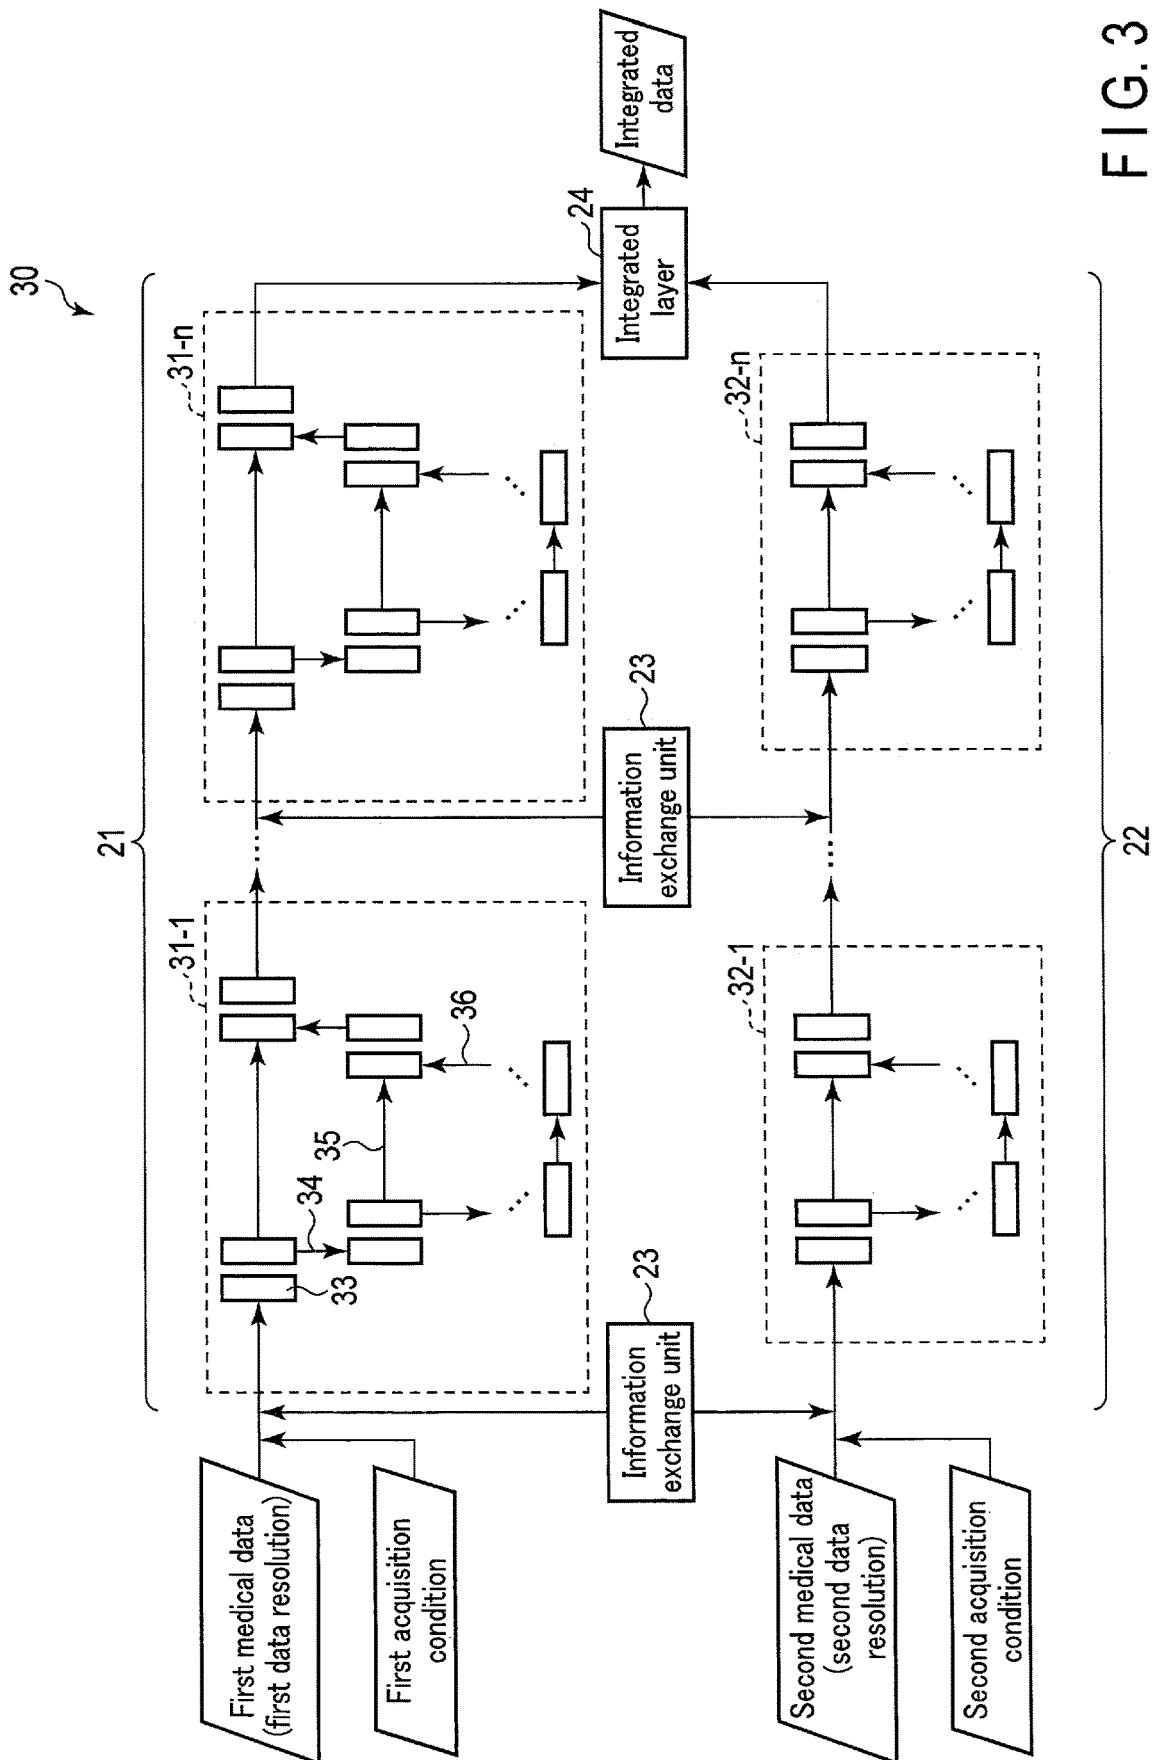 30
21
31-1
31-n
33
34
35
36
First medical data
(first data resolution)
First acquisition
condition
Information
exchange unit
23
Information
exchange unit
23
Integrated
layer
24
Integrated
data
Second medical data
(second data
resolution)
Second acquisition
condition
32-1
32-n
22
FIG. 3